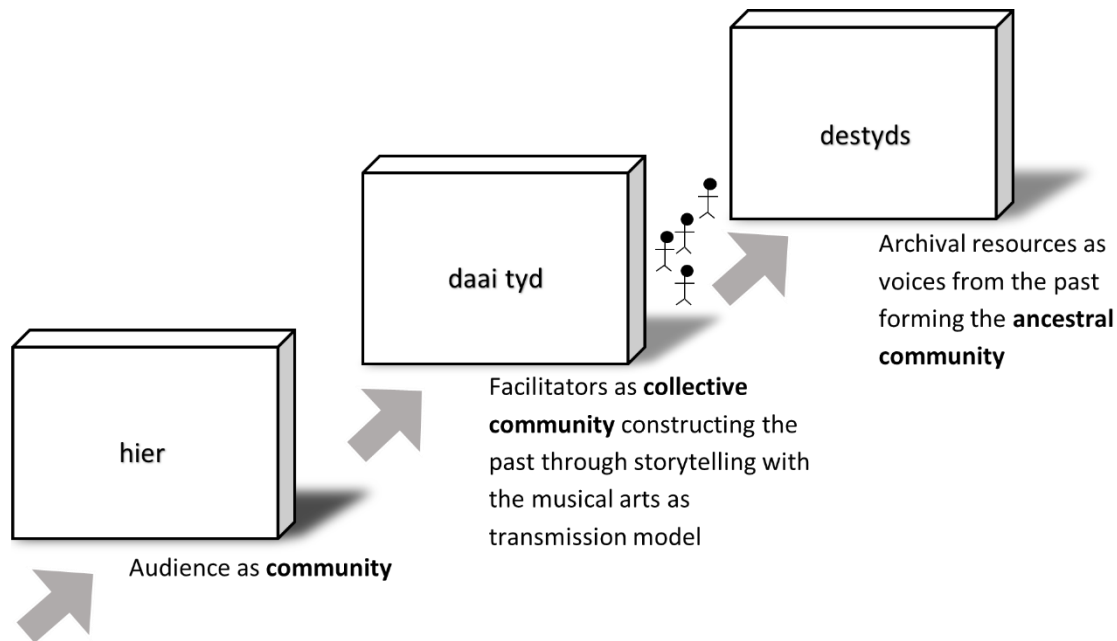 hier
Audience as community
daai tyd
Facilitators as collective
community constructing the
past through storytelling with
the musical arts as
transmission model
destyds
Archival resources as
voices from the past
forming the ancestral
community